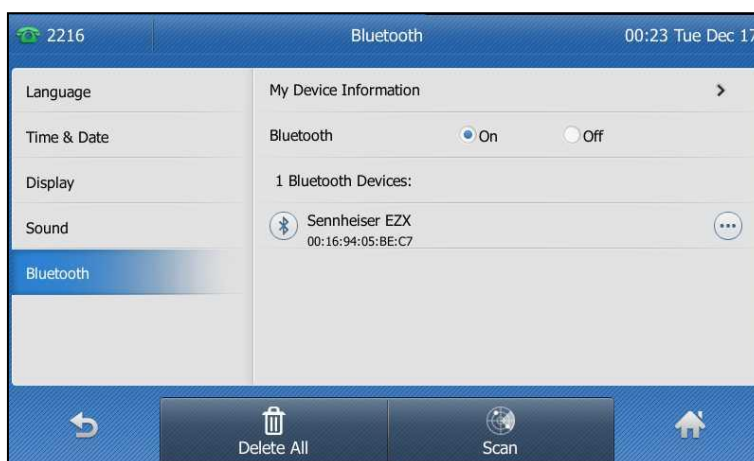 2216 Bluetooth 00:23 Tue Dec 17
Language
My Device Information
Time & Date
Bluetooth On Off
Display
1 Bluetooth Devices:
Sound
Sennheiser EZX
00:16:94:05:BE:C7
Bluetooth
Delete All Scan